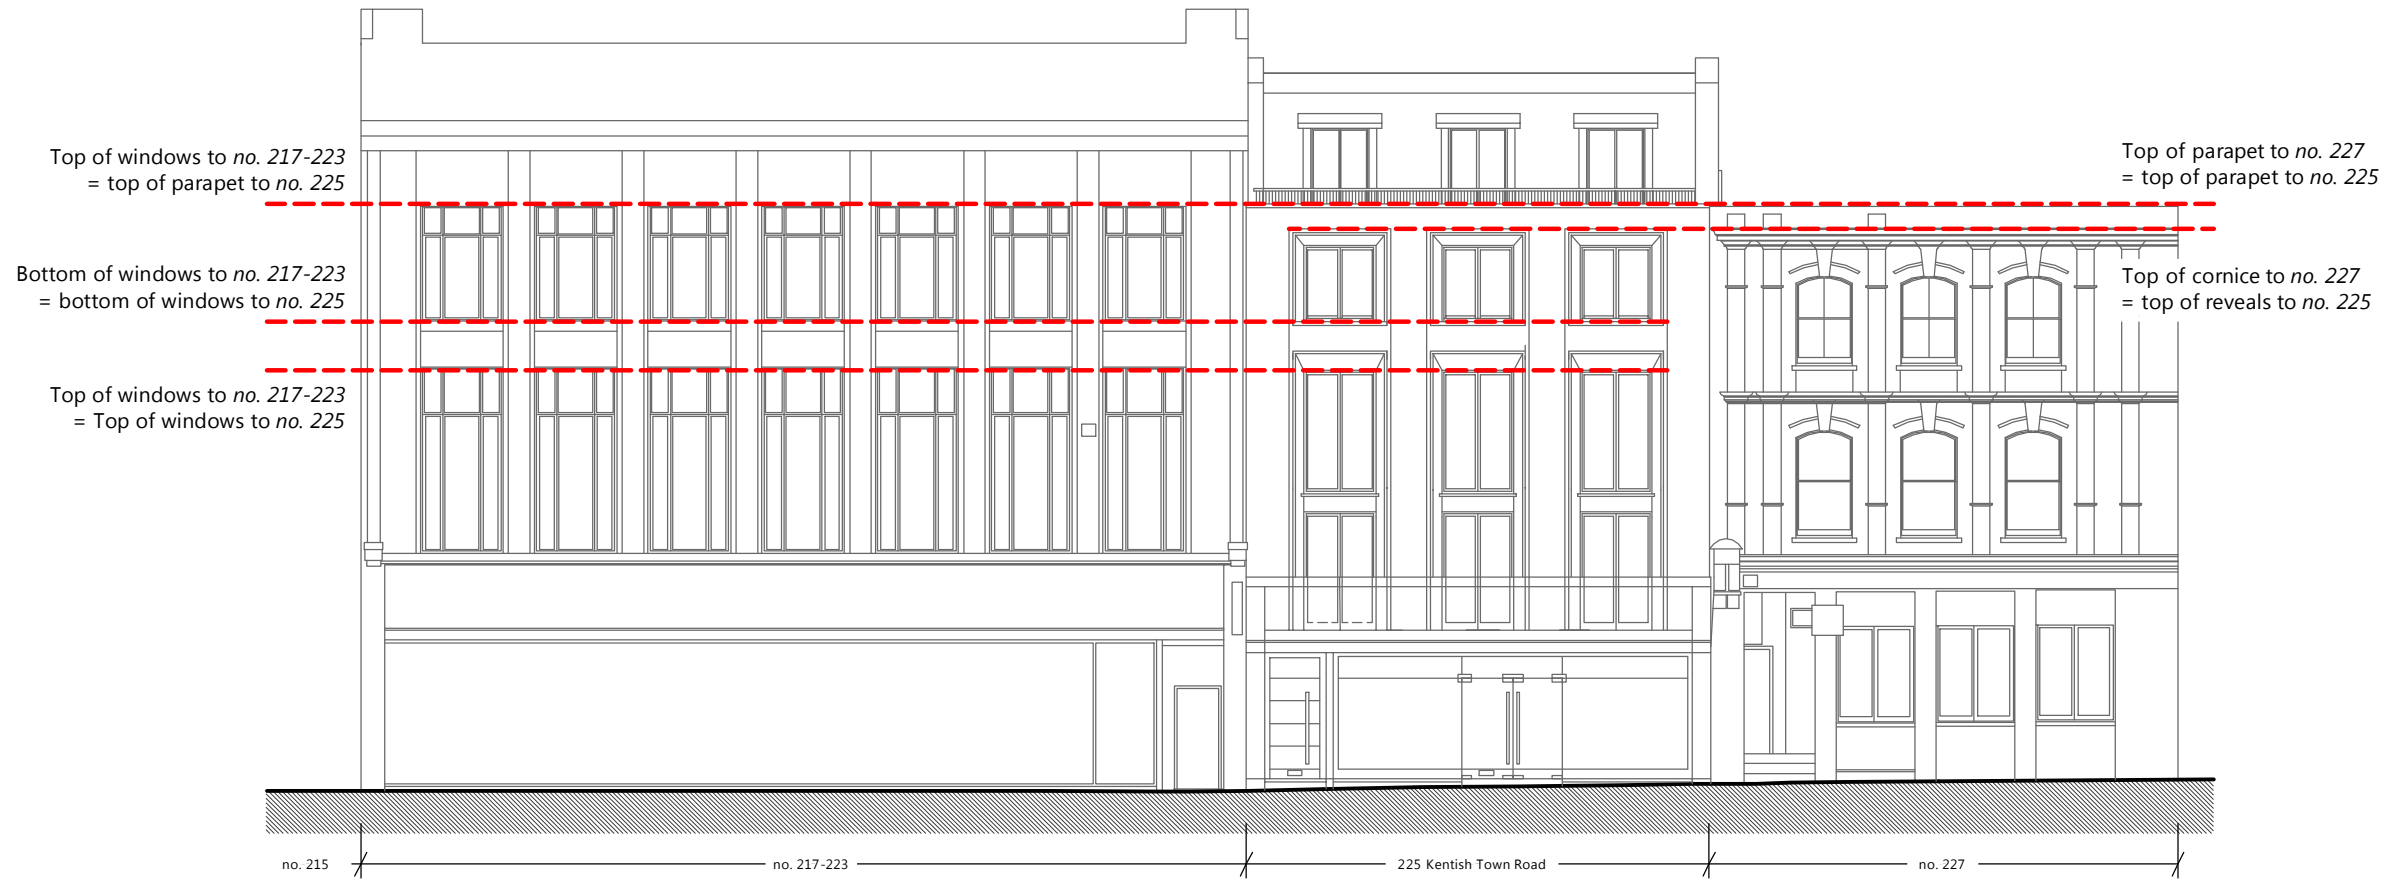 Top of windows to no. 217-223
= top of parapet to no. 225
Bottom of windows to no. 217-223
= bottom of windows to no. 225
Top of windows to no. 217-223
= Top of windows to no. 225
Top of parapet to no. 227
= top of parapet to no. 225
Top of cornice to no. 227
= top of reveals to no. 225
no. 215
no. 217-223
225 Kentish Town Road
no. 227